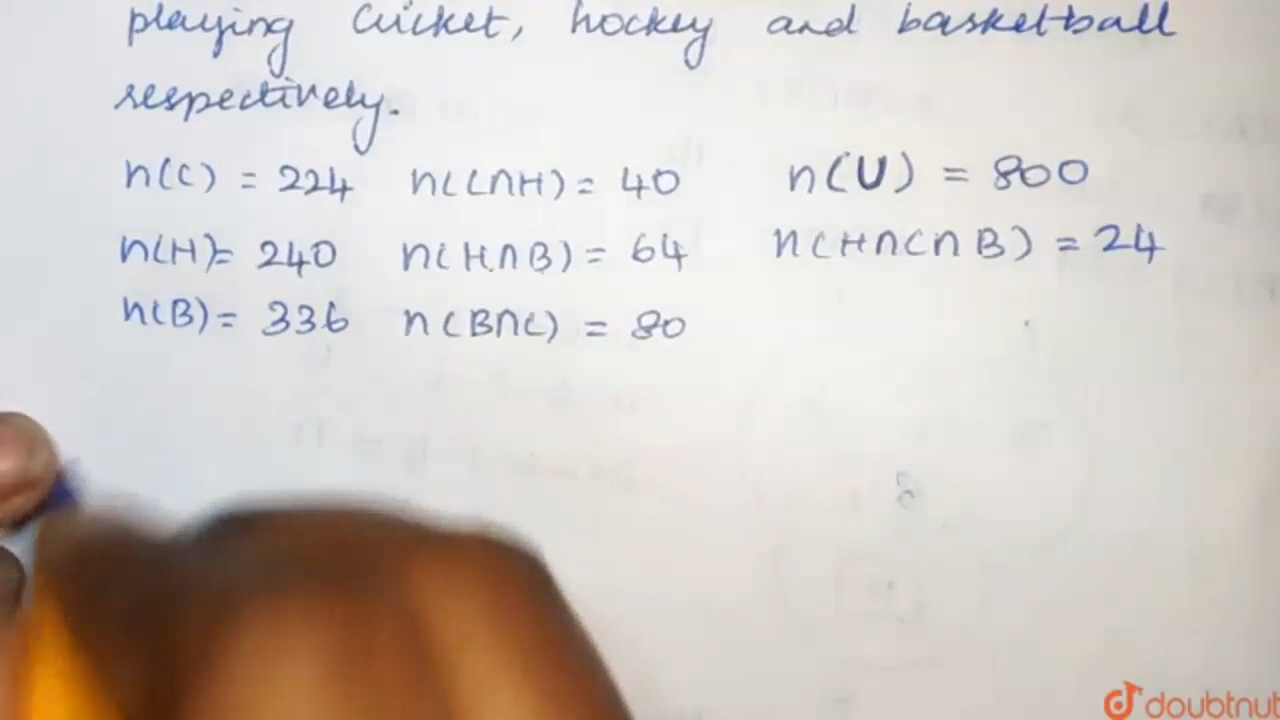 playing Cricket, hockey and basketball
respectively.
n(C) = 224 n(C∩H) = 40 n(U) = 800
n(H)= 240 n(H∩B) = 64 n(H∩C∩B) = 24
n(B) = 336 n(B∩C) = 80
doubtnut